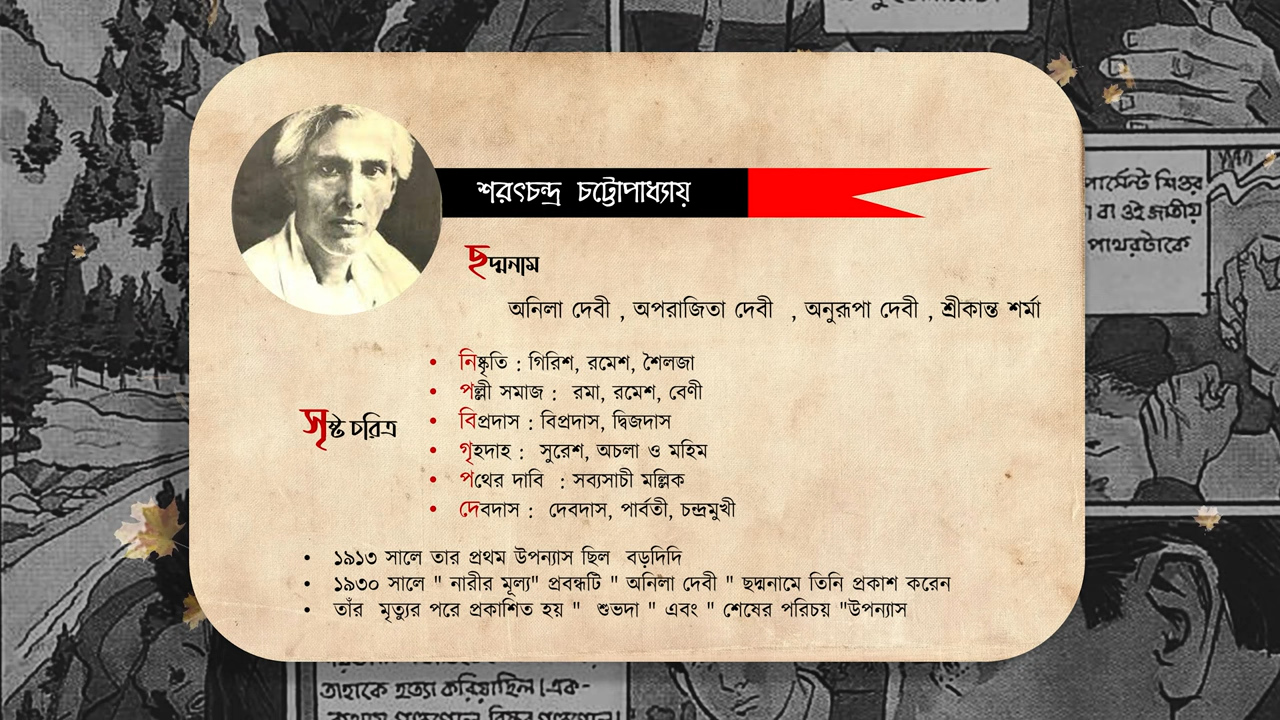 শরৎচন্দ্র চট্টোপাধ্যায়
ছদ্মনাম
অনিলা দেবী , অপরাজিতা দেবী , অনুরূপা দেবী , শ্রীকান্ত শর্মা
সৃষ্ট চরিত্র
• নিষ্কৃতি : গিরিশ, রমেশ, শৈলজা
• পল্লী সমাজ : রমা, রমেশ, বেণী
• বিপ্রদাস : বিপ্রদাস, দ্বিজদাস
• গৃহদাহ : সুরেশ, অচলা ও মহিম
• পথের দাবি : সব্যসাচী মল্লিক
• দেবদাস : দেবদাস, পার্বতী, চন্দ্রমুখী
• ১৯১৩ সালে তার প্রথম উপন্যাস ছিল বড়দিদি
• ১৯৩০ সালে " নারীর মূল্য" প্রবন্ধটি " অনিলা দেবী " ছদ্মনামে তিনি প্রকাশ করেন
• তাঁর মৃত্যুর পরে প্রকাশিত হয় " শুভদা " এবং " শেষের পরিচয় "উপন্যাস
পার্সেন্ট শিশুর
বা ওই জাতীয়
পাথরটাকে
তাহাকে হত্যা করিয়াছিল। এক-